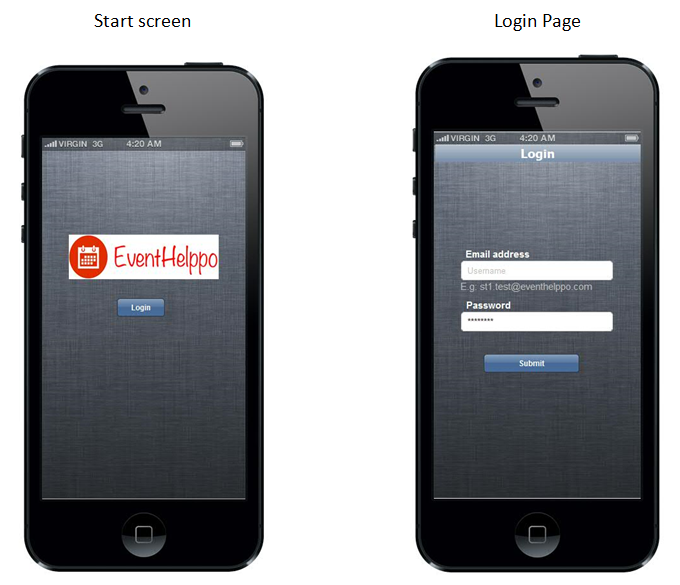 Start screen
Login Page
VIRGIN 3G 4:20 AM
EventHelppo
Login
VIRGIN 3G 4:20 AM
Login
Email address
Username
E.g: st1.test@eventhelppo.com
Password
********
Submit